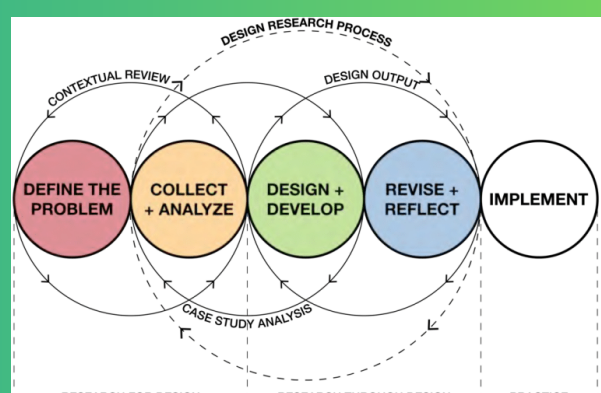 DESIGN RESEARCH PROCESS
CONTEXTUAL REVIEW
DESIGN OUTPUT
DEFINE THE
PROBLEM
COLLECT
+ ANALYZE
DESIGN +
DEVELOP
REVISE +
REFLECT
IMPLEMENT
CASE STUDY ANALYSIS